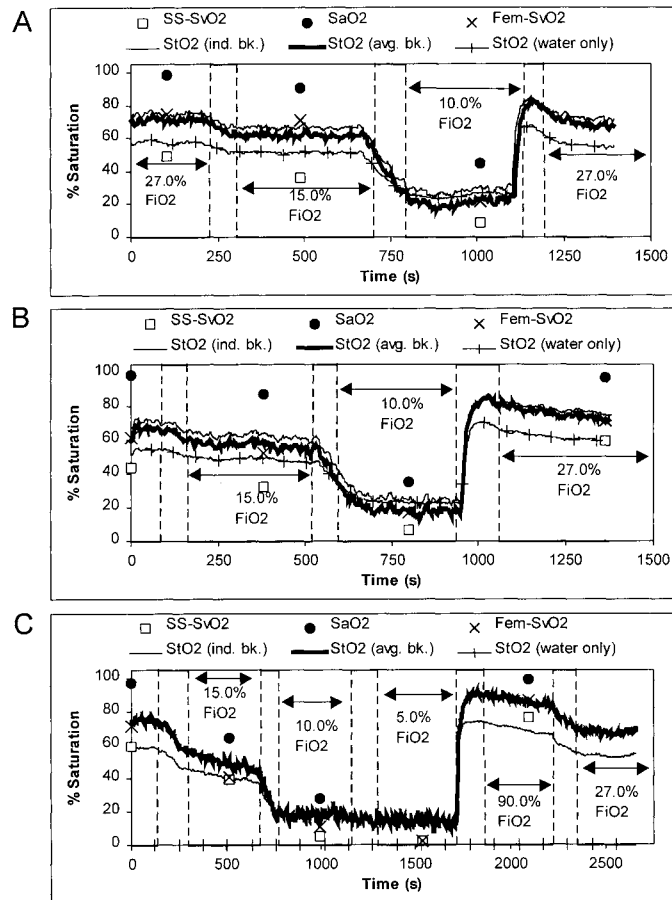 A
SS-SvO2 SaO2 Fem-SvO2
StO2 (ind. bk.) StO2 (avg. bk.) StO2 (water only)
100
80
60
40
20
0
% Saturation
10.0%
FiO2
27.0%
FiO2
15.0%
FiO2
27.0%
FiO2
0 250 500 750 1000 1250 1500
Time (s)
B
SS-SvO2 SaO2 Fem-SvO2
StO2 (ind. bk.) StO2 (avg. bk.) StO2 (water only)
100
80
60
40
20
0
% Saturation
10.0%
FiO2
15.0%
FiO2
27.0%
FiO2
0 250 500 750 1000 1250 1500
Time (s)
C
SS-SvO2 SaO2 Fem-SvO2
StO2 (ind. bk.) StO2 (avg. bk.) StO2 (water only)
100
80
60
40
20
0
% Saturation
15.0%
FiO2
10.0%
FiO2
5.0%
FiO2
90.0%
FiO2
27.0%
FiO2
0 500 1000 1500 2000 2500
Time (s)